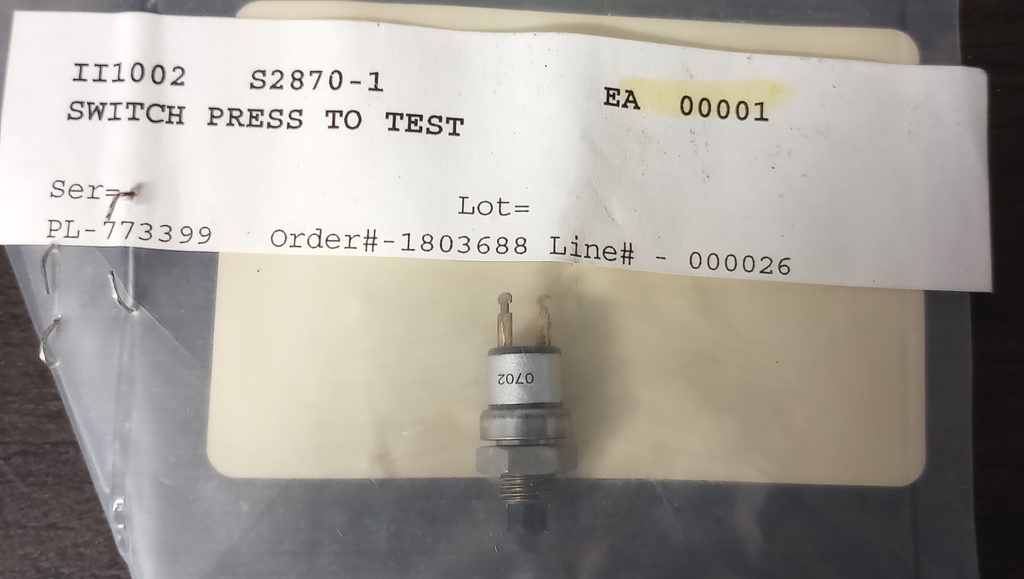 II1002 S2870-1 EA 00001
SWITCH PRESS TO TEST
Ser=
Lot=
PL-773399 Order#-1803688 Line# - 000026
0702